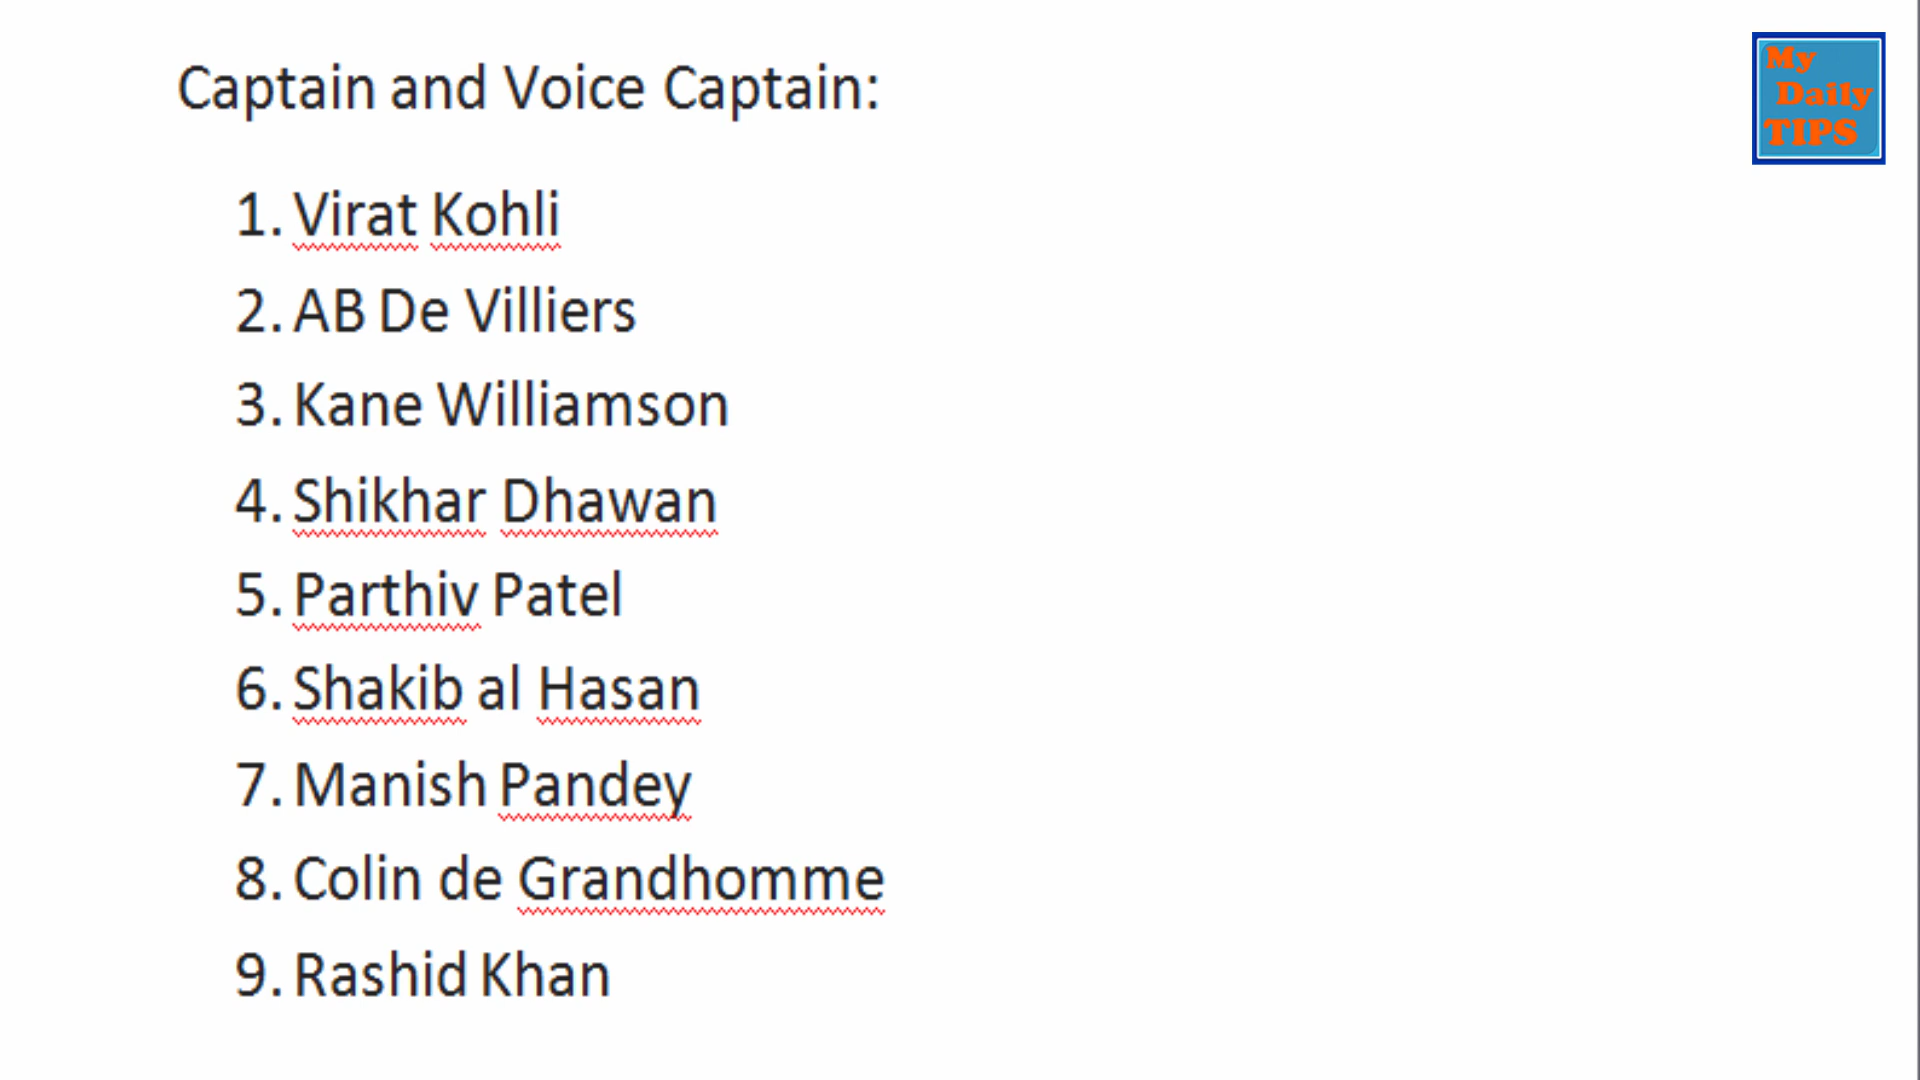 Captain and Voice Captain:
My
Daily
TIPS
1. Virat Kohli
2. AB De Villiers
3. Kane Williamson
4. Shikhar Dhawan
5. Parthiv Patel
6. Shakib al Hasan
7. Manish Pandey
8. Colin de Grandhomme
9. Rashid Khan